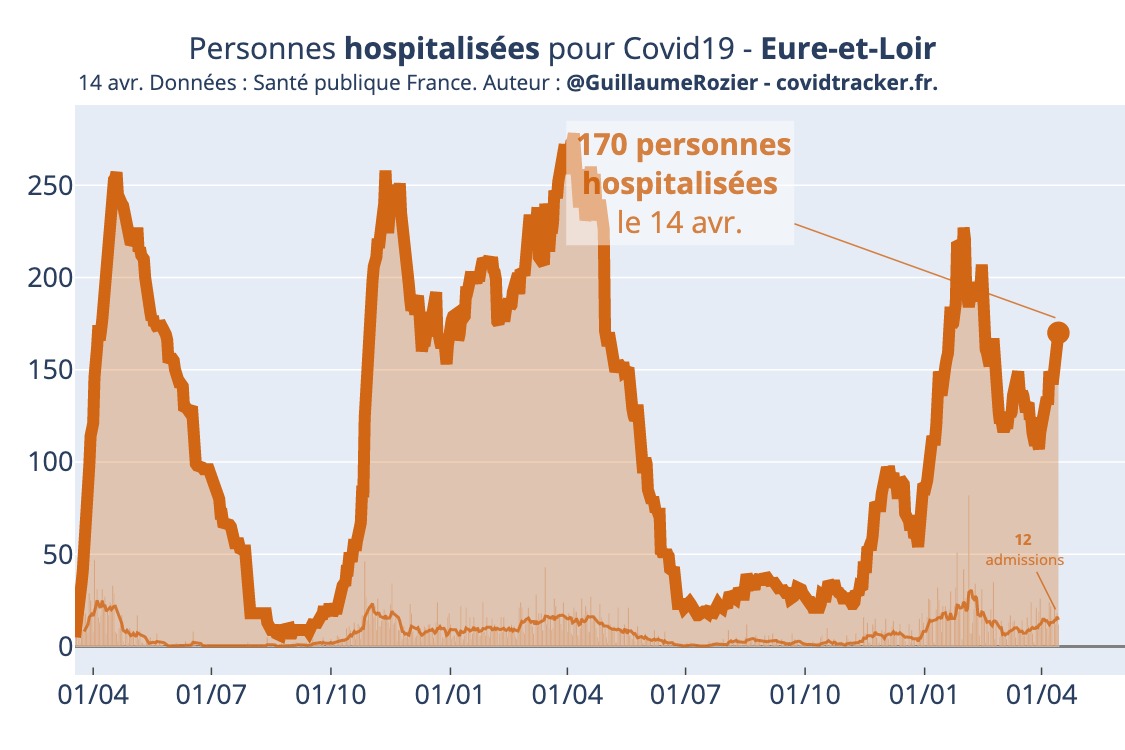 Personnes hospitalisées pour Covid19 - Eure-et-Loir
14 avr. Données : Santé publique France. Auteur : @GuillaumeRozier - covidtracker.fr.
170 personnes
hospitalisées
le 14 avr.
250
200
150
100
50
0
12
admissions
01/04
01/07
01/10
01/01
01/04
01/07
01/10
01/01
01/04